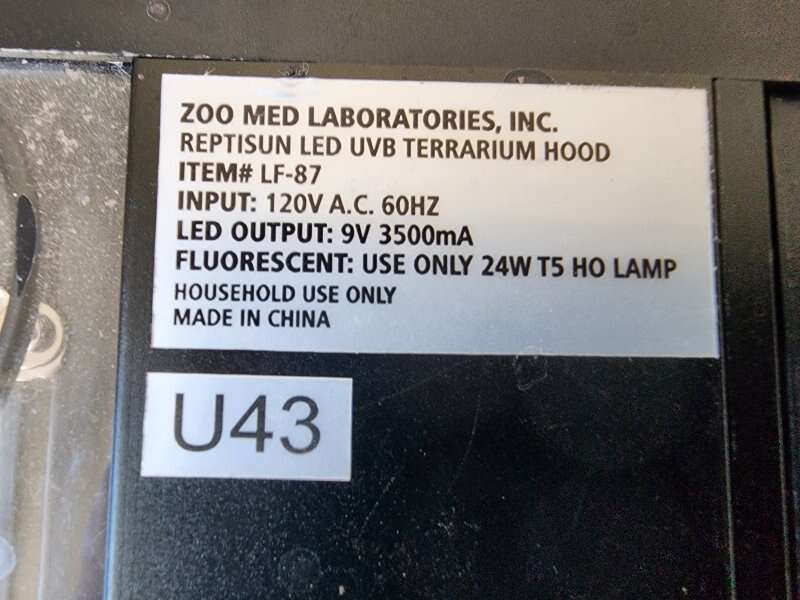 ZOO MED LABORATORIES, INC.
REPTISUN LED UVB TERRARIUM HOOD
ITEM# LF-87
INPUT: 120V A.C. 60HZ
LED OUTPUT: 9V 3500mA
FLUORESCENT: USE ONLY 24W T5 HO LAMP
HOUSEHOLD USE ONLY
MADE IN CHINA
U43